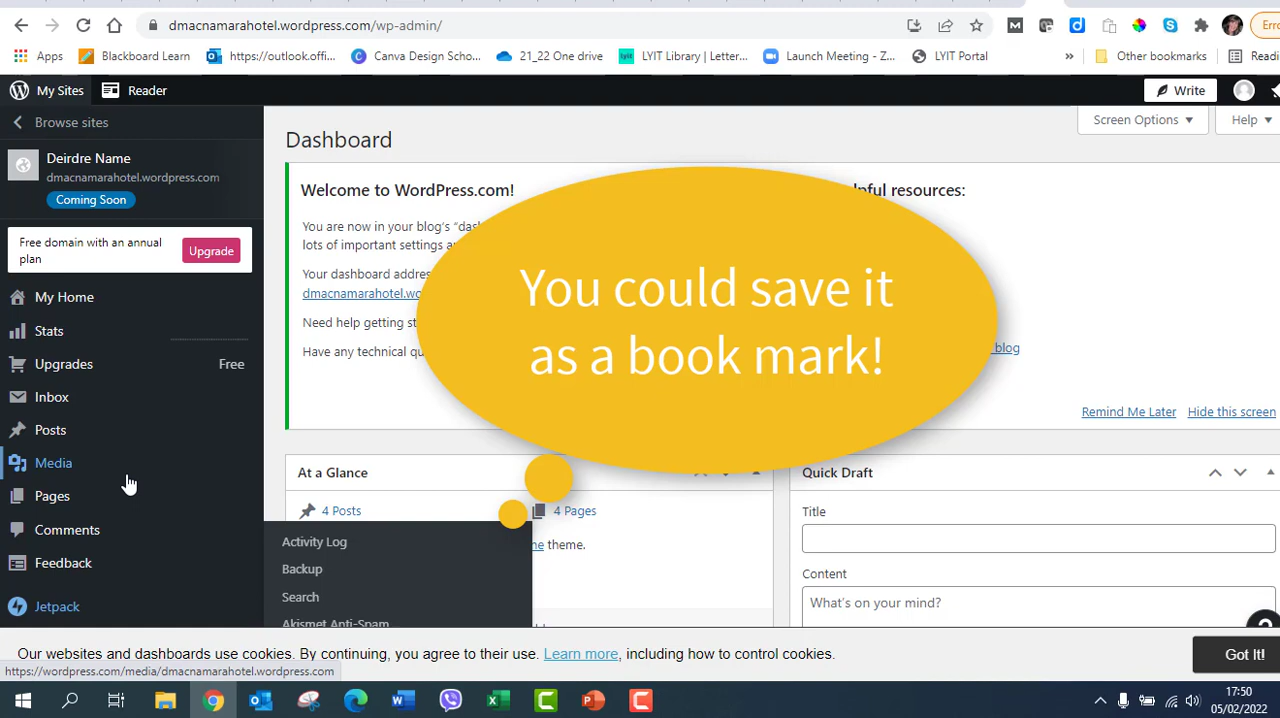 dmacnamarahotel.wordpress.com/wp-admin/
Erro
Apps
Blackboard Learn
https://outlook.offi...
Canva Design Scho...
21_22 One drive
LYIT Library | Letter...
Launch Meeting - Z...
LYIT Portal
»
Other bookmarks
Readi
My Sites
Reader
Write
Browse sites
Screen Options
Help
Deirdre Name
dmacnamarahotel.wordpress.com
Coming Soon
Free domain with an annual
plan
Upgrade
My Home
Stats
Upgrades
Free
Inbox
Posts
Media
Pages
Comments
Feedback
Jetpack
Dashboard
Welcome to WordPress.com!
lpful resources:
You are now in your blog's "dash
lots of important settings a
Your dashboard addres
dmacnamarahotel.wo
Need help getting st
Have any technical qu
blog
Remind Me Later
Hide this screen
You could save it
as a book mark!
At a Glance
4 Posts
4 Pages
me theme.
Activity Log
Backup
Search
Akismet Anti-Spam
Quick Draft
Title
Content
What's on your mind?
Our websites and dashboards use cookies. By continuing, you agree to their use. Learn more, including how to control cookies.
Got It!
https://wordpress.com/media/dmacnamarahotel.wordpress.com
17:50
05/02/2022